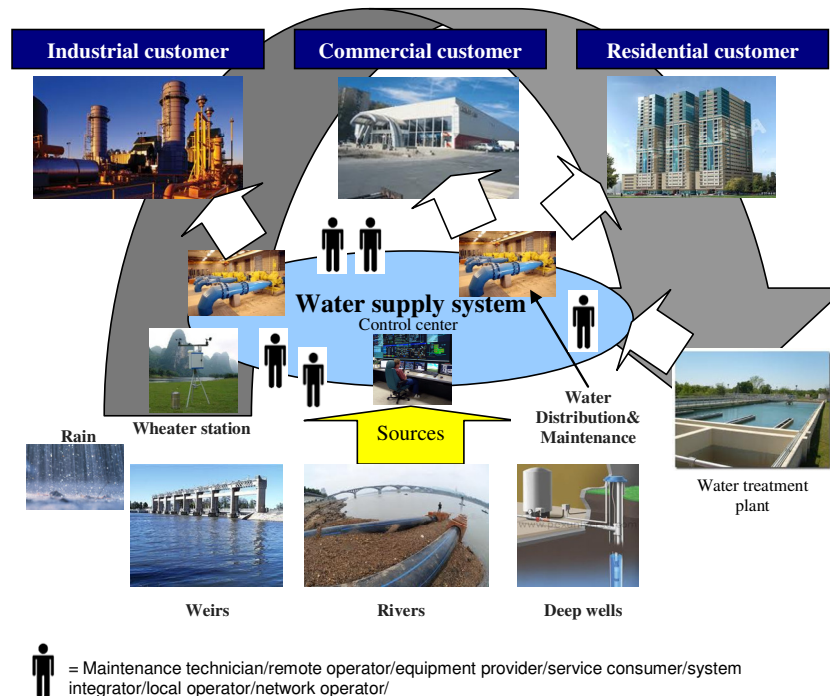 Industrial customer
Commercial customer
Residential customer
Water supply system
Control center
Water
Distribution&
Maintenance
Wheater station
Rain
Sources
Water treatment
plant
Weirs
Rivers
Deep wells
= Maintenance technician/remote operator/equipment provider/service consumer/system
integrator/local operator/network operator/